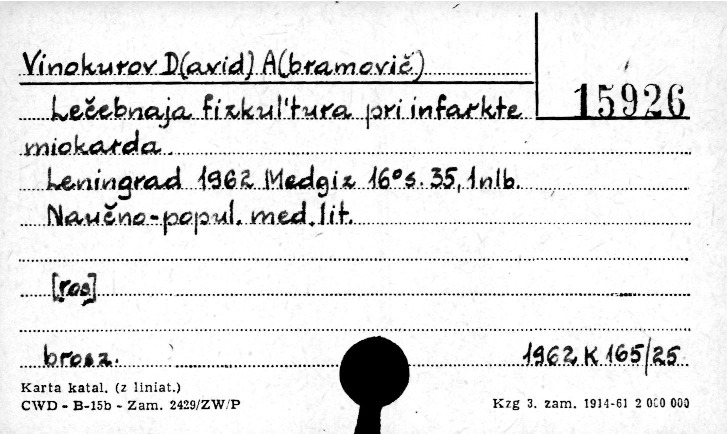 Vinokurov D(avid) A(bramovič)
15926
Lečebnaja fizkul'tura pri infarkte
miokarda
Leningrad 1962 Medgiz 16° s. 35, 1 nlb.
Naučno-popul. med. lit.
[ros]
brosz.
1962 K 165/25
Karta katal. (z liniat.)
CWD - B-15b - Zam. 2429/ZW/P
Kzg 3. zam. 1914-61 2 000 000